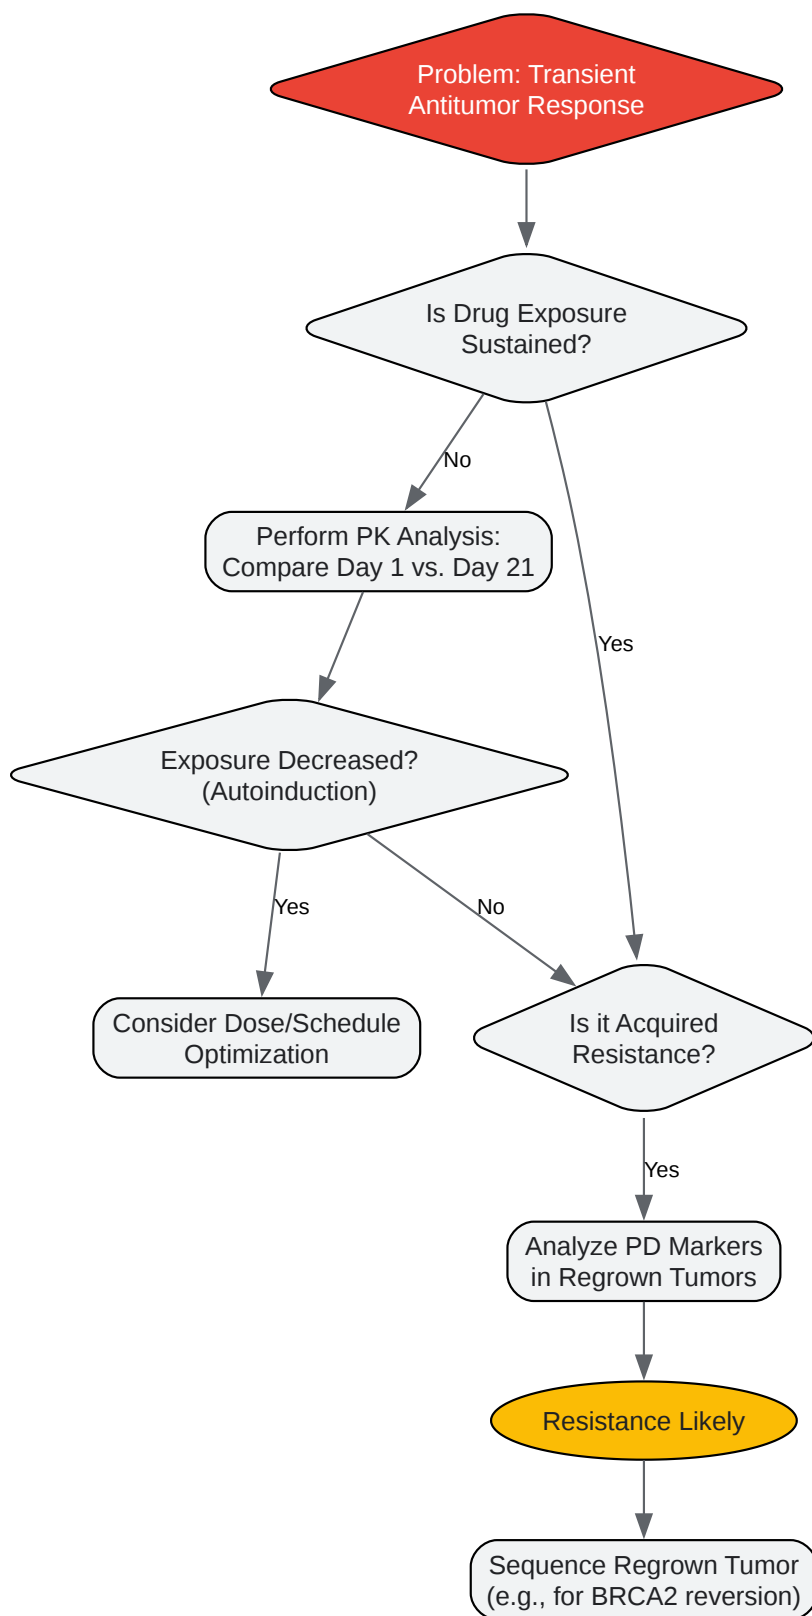 Problem: Transient
Antitumor Response
Is Drug Exposure
Sustained?
No
Perform PK Analysis:
Compare Day 1 vs. Day 21
Yes
Exposure Decreased?
(Autoinduction)
Yes
No
Consider Dose/Schedule
Optimization
Is it Acquired
Resistance?
Yes
Analyze PD Markers
in Regrown Tumors
Resistance Likely
Sequence Regrown Tumor
(e.g., for BRCA2 reversion)